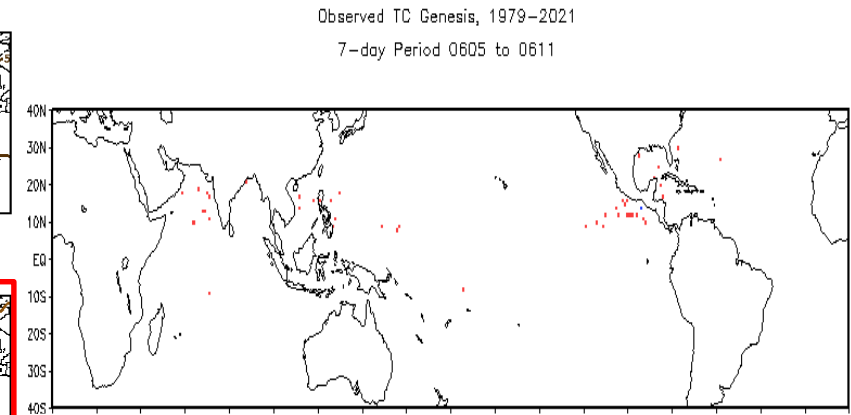 Observed TC Genesis, 1979-2021
7-day Period 0605 to 0611
40N
30N
20N
10N
EQ
10S
20S
30S
40S